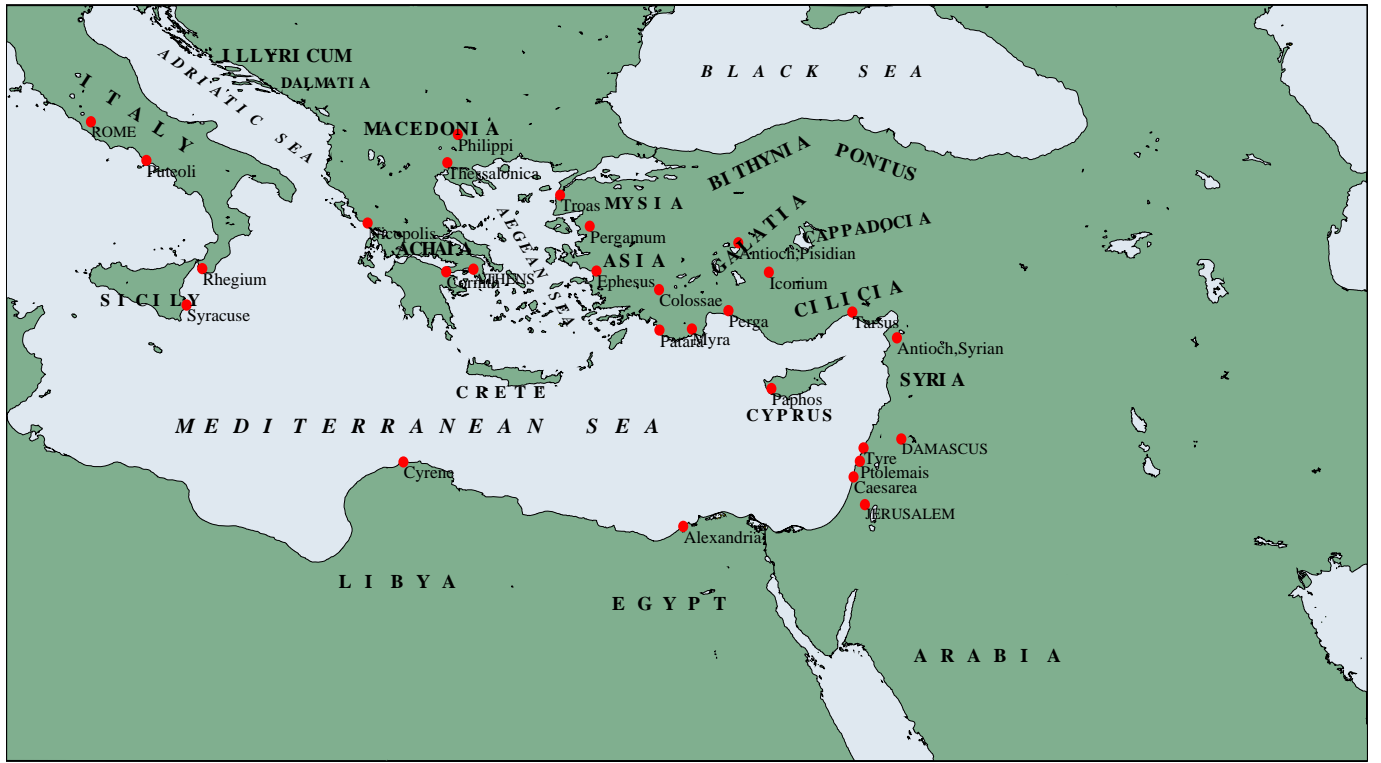 ILLYRICUM
DALMATIA
ADRIATIC SEA
ITALY
ROME
Puteoli
BLACK SEA
MACEDONIA
Philippi
Thessalonica
BITHYNIA
PONTUS
Troas
MYSIA
Pergamum
GALATIA
CAPPADOCIA
Antioch,Pisidian
Nicopolis
ACHAIA
AEGEAN SEA
ASIA
Ephesus
Iconium
Rhegium
Corinth
ATHENS
Colossae
SICILY
Syracuse
CILICIA
Perga
Tarsus
Patara
Myra
Antioch,Syrian
SYRIA
CRETE
Paphos
CYPRUS
MEDITERRANEAN SEA
DAMASCUS
Tyre
Cyrene
Ptolemais
Caesarea
JERUSALEM
Alexandria
LIBYA
EGYPT
ARABIA